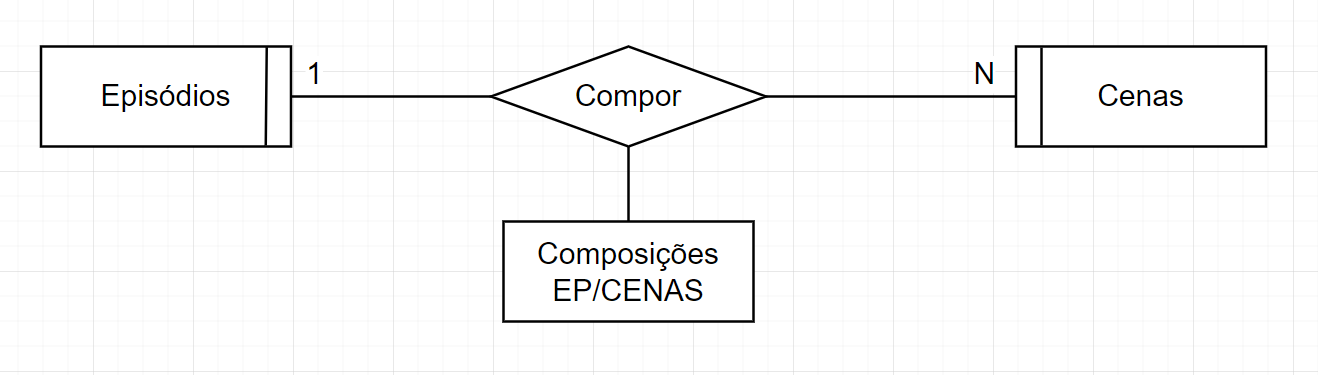 Episódios
1
Compor
N
Cenas
Composições
EP/CENAS